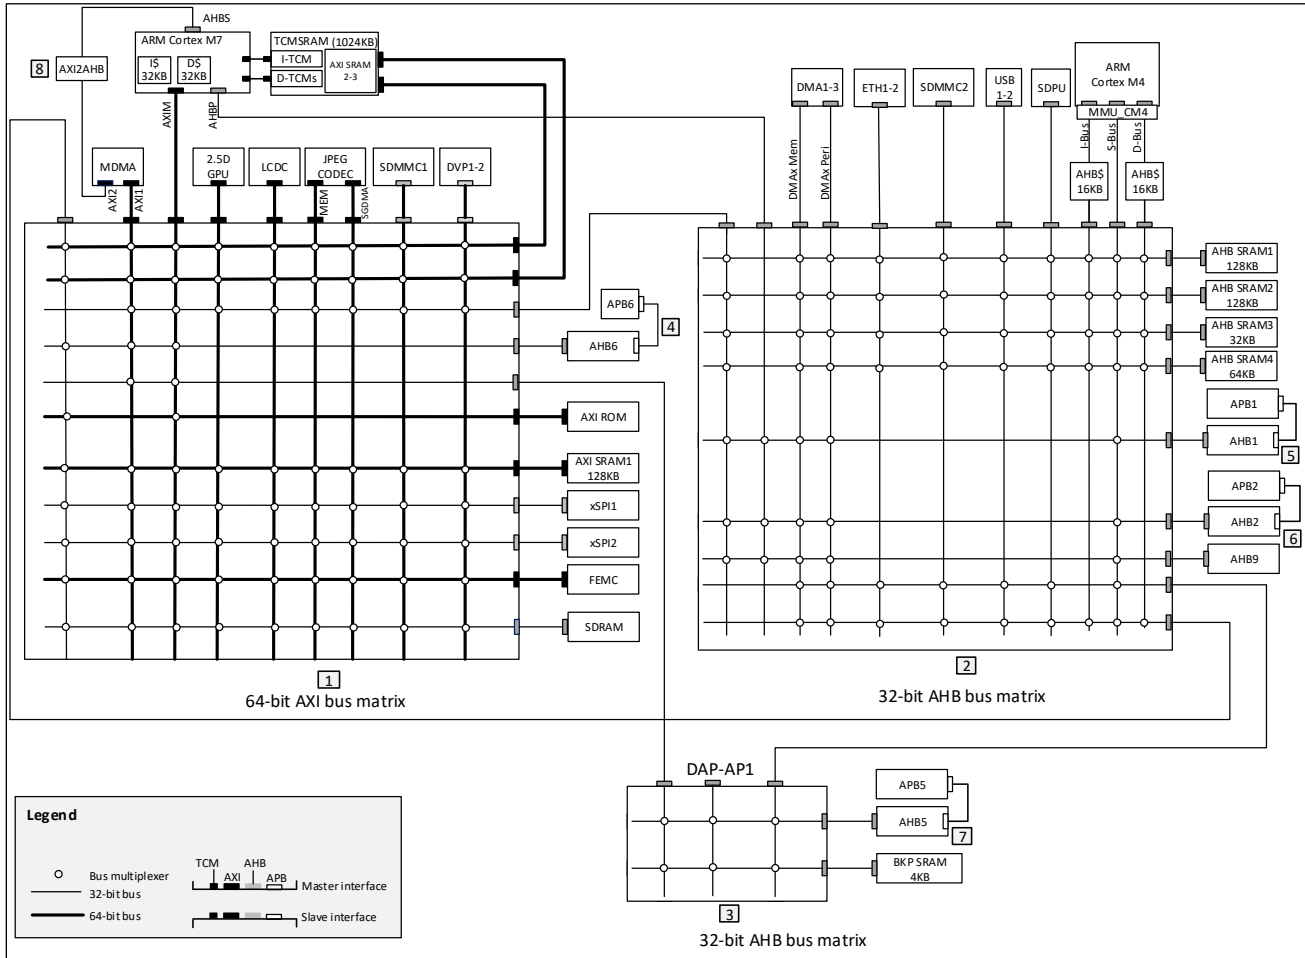 AHBS
ARM Cortex M7
I$
32KB
D$
32KB
TCMSRAM (1024KB)
I-TCM
D-TCMs
AXI SRAM
2-3
8
AXI2AHB
AXIM
AHBP
MDMA
AXI2
AXI1
2.5D
GPU
LCDC
JPEG
CODEC
MEM
SGDMA
SDMMC1
DVP1-2
DMA1-3
DMAx Mem
DMAx Peri
ETH1-2
SDMMC2
USB
1-2
SDPU
ARM
Cortex M4
MMU_CM4
I-Bus
S-Bus
D-Bus
AHB$
16KB
AHB$
16KB
APB6
4
AHB6
AXI ROM
AXI SRAM1
128KB
xSPI1
xSPI2
FEMC
SDRAM
AHB SRAM1
128KB
AHB SRAM2
128KB
AHB SRAM3
32KB
AHB SRAM4
64KB
APB1
AHB1
5
APB2
AHB2
6
AHB9
1
64-bit AXI bus matrix
2
32-bit AHB bus matrix
DAP-AP1
APB5
AHB5
7
BKP SRAM
4KB
3
32-bit AHB bus matrix
Legend
Bus multiplexer
32-bit bus
64-bit bus
TCM
AXI
AHB
APB
Master interface
Slave interface